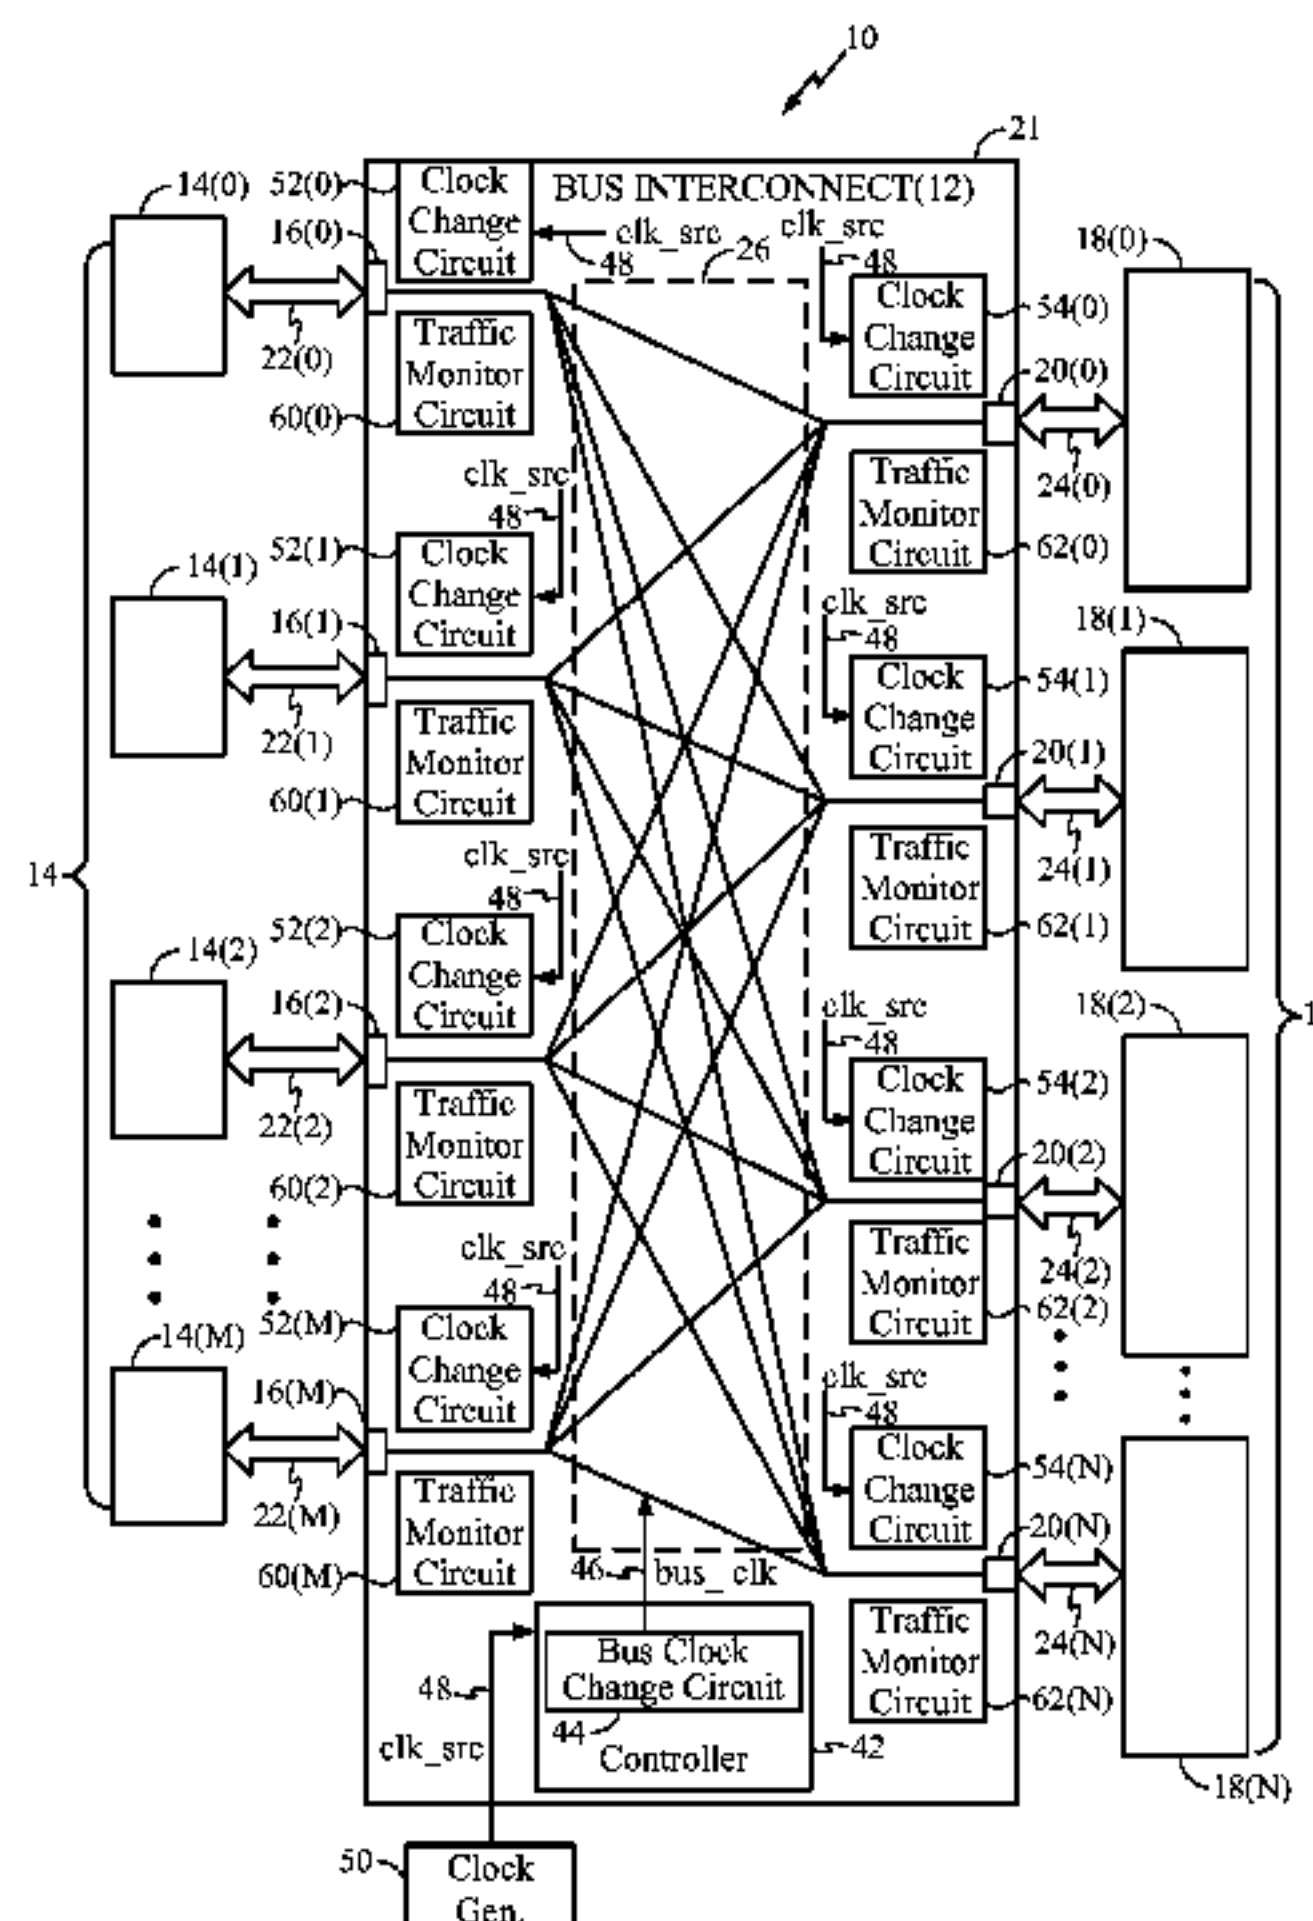 10
21
BUS INTERCONNECT(12)
14(0)
52(0)
Clock
Change
Circuit
clk_src
48
26
clk_src
48
18(0)
16(0)
22(0)
Traffic
Monitor
Circuit
60(0)
Clock
Change
Circuit
54(0)
20(0)
24(0)
Traffic
Monitor
Circuit
62(0)
clk_src
48
14(1)
52(1)
Clock
Change
Circuit
16(1)
22(1)
Traffic
Monitor
Circuit
60(1)
clk_src
48
18(1)
Clock
Change
Circuit
54(1)
20(1)
24(1)
Traffic
Monitor
Circuit
62(1)
14
clk_src
48
14(2)
52(2)
Clock
Change
Circuit
16(2)
22(2)
Traffic
Monitor
Circuit
60(2)
clk_src
48
18(2)
1
Clock
Change
Circuit
54(2)
20(2)
24(2)
Traffic
Monitor
Circuit
62(2)
clk_src
48
14(M)
52(M)
Clock
Change
Circuit
16(M)
22(M)
Traffic
Monitor
Circuit
60(M)
clk_src
48
Clock
Change
Circuit
54(N)
20(N)
24(N)
Traffic
Monitor
Circuit
62(N)
18(N)
46
bus_ clk
Bus Clock
Change Circuit
44
Controller
42
48
clk_src
50
Clock
Gen.